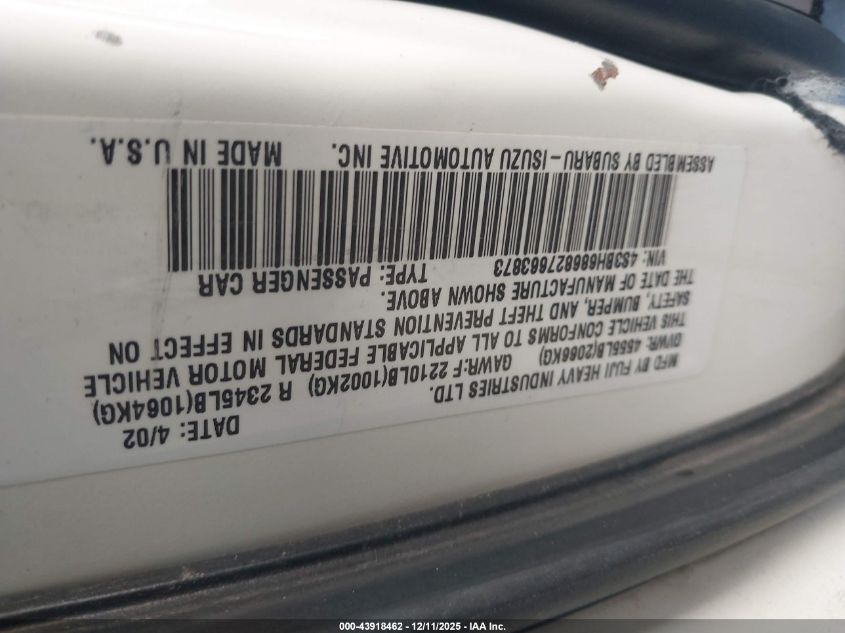 MFD BY FUJI HEAVY INDUSTRIES LTD. DATE: 4/02
GVWR: 4555LB(2066KG) GAWR:F 2210LB(1002KG) R 2345LB(1064KG)
THIS VEHICLE CONFORMS TO ALL APPLICABLE FEDERAL MOTOR VEHICLE
SAFETY, BUMPER, AND THEFT PREVENTION STANDARDS IN EFFECT ON
THE DATE OF MANUFACTURE SHOWN ABOVE.
VIN: 4S3BH686827663873 TYPE: PASSENGER CAR
ASSEMBLED BY SUBARU-ISUZU AUTOMOTIVE INC. MADE IN U.S.A.
000-43918462 - 12/11/2025 - IAA Inc.